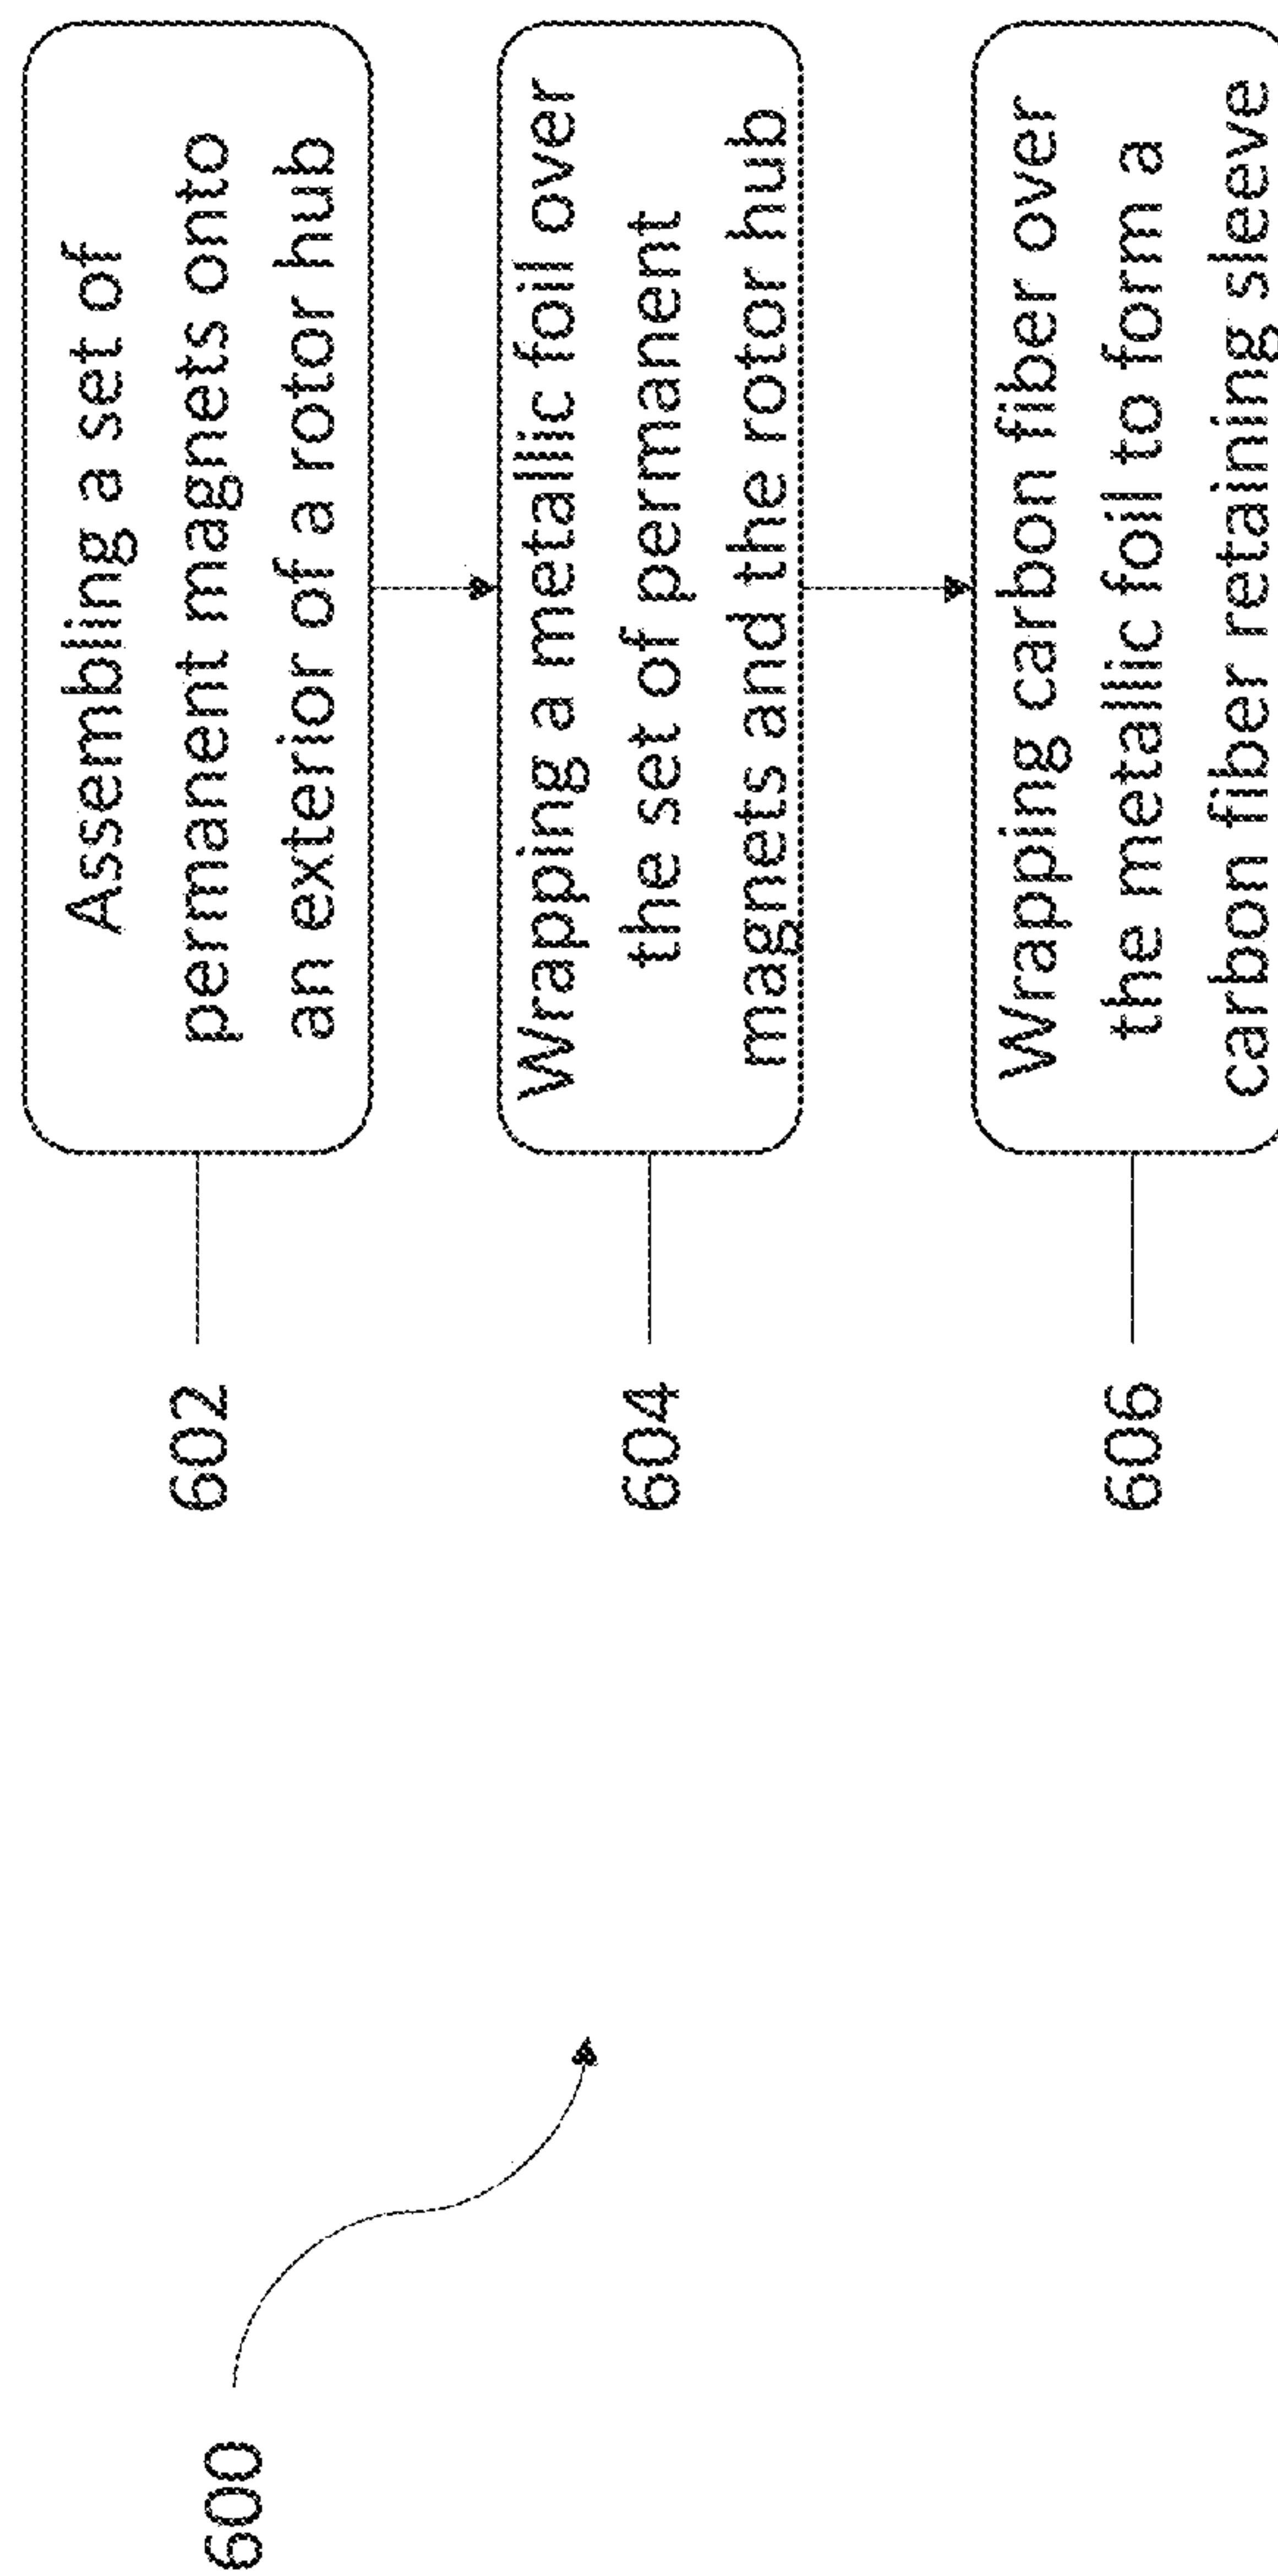 600
602
Assembling a set of
permanent magnets onto
an exterior of a rotor hub
604
Wrapping a metallic foil over
the set of permanent
magnets and the rotor hub
606
Wrapping carbon fiber over
the metallic foil to form a
carbon fiber retaining sleeve